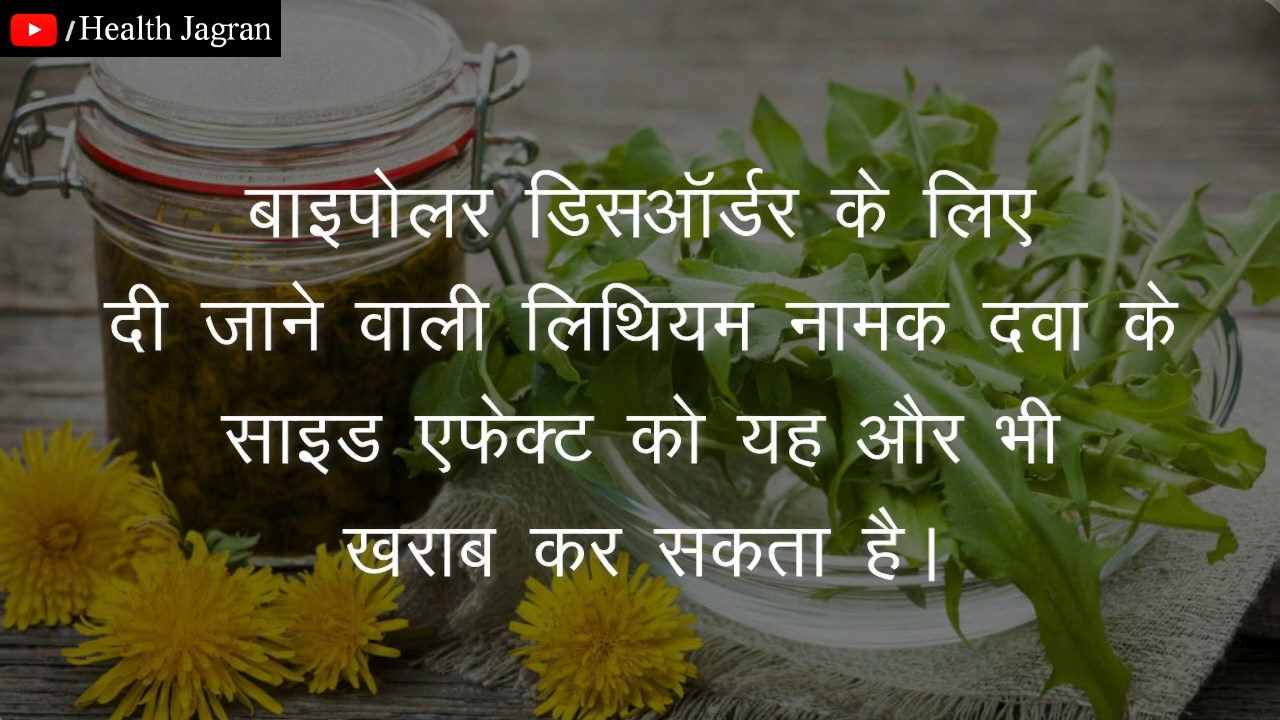 /Health Jagran
बाइपोलर डिसऑर्डर के लिए
दी जाने वाली लिथियम नामक दवा के
साइड एफेक्ट को यह और भी
खराब कर सकता है।